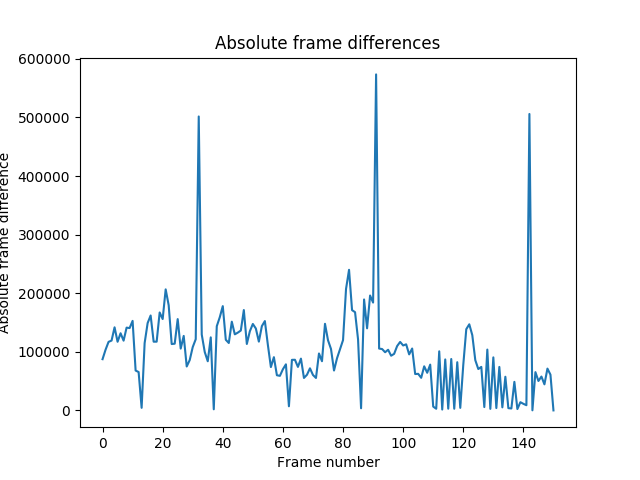 Absolute frame differences
600000
500000
400000
300000
200000
100000
0
Absolute frame difference
0 20 40 60 80 100 120 140
Frame number